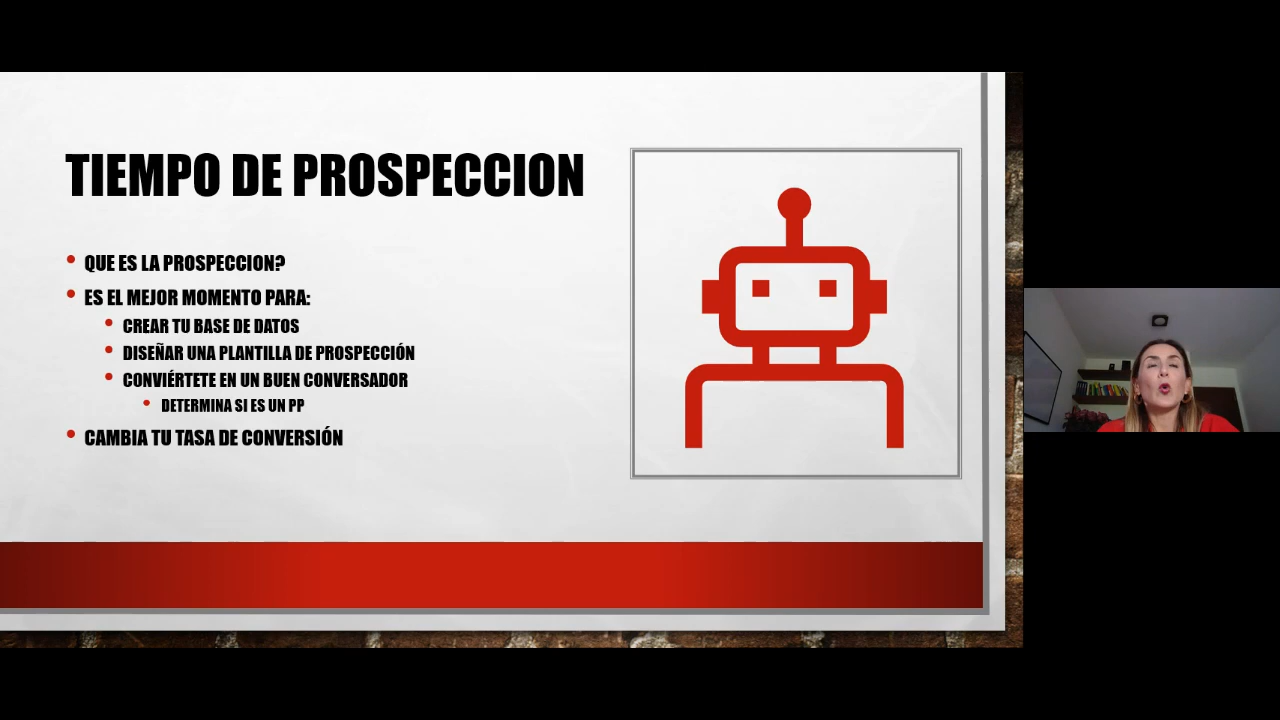 TIEMPO DE PROSPECCION
QUE ES LA PROSPECCION?
ES EL MEJOR MOMENTO PARA:
CREAR TU BASE DE DATOS
DISEÑAR UNA PLANTILLA DE PROSPECCIÓN
CONVIÉRTETE EN UN BUEN CONVERSADOR
DETERMINA SI ES UN PP
CAMBIA TU TASA DE CONVERSIÓN